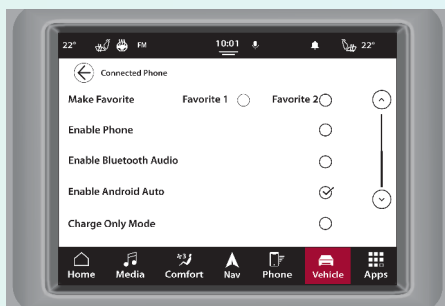 22° FM 10:01 22°
Connected Phone
Make Favorite Favorite 1 Favorite 2
Enable Phone
Enable Bluetooth Audio
Enable Android Auto
Charge Only Mode
Home Media Comfort Nav Phone Vehicle Apps